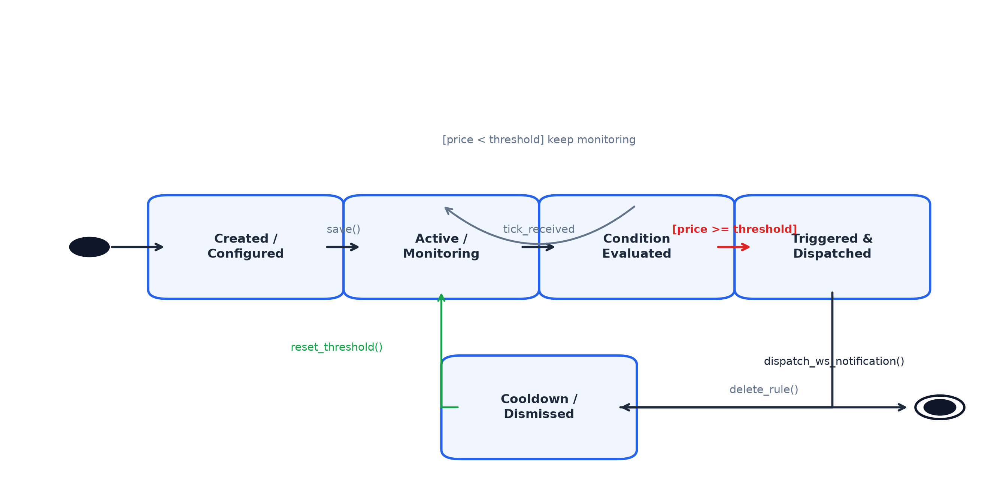 [price < threshold] keep monitoring
save()
tick_received
[price >= threshold]
Created /
Configured
Active /
Monitoring
Condition
Evaluated
Triggered &
Dispatched
reset_threshold()
dispatch_ws_notification()
delete_rule()
Cooldown /
Dismissed